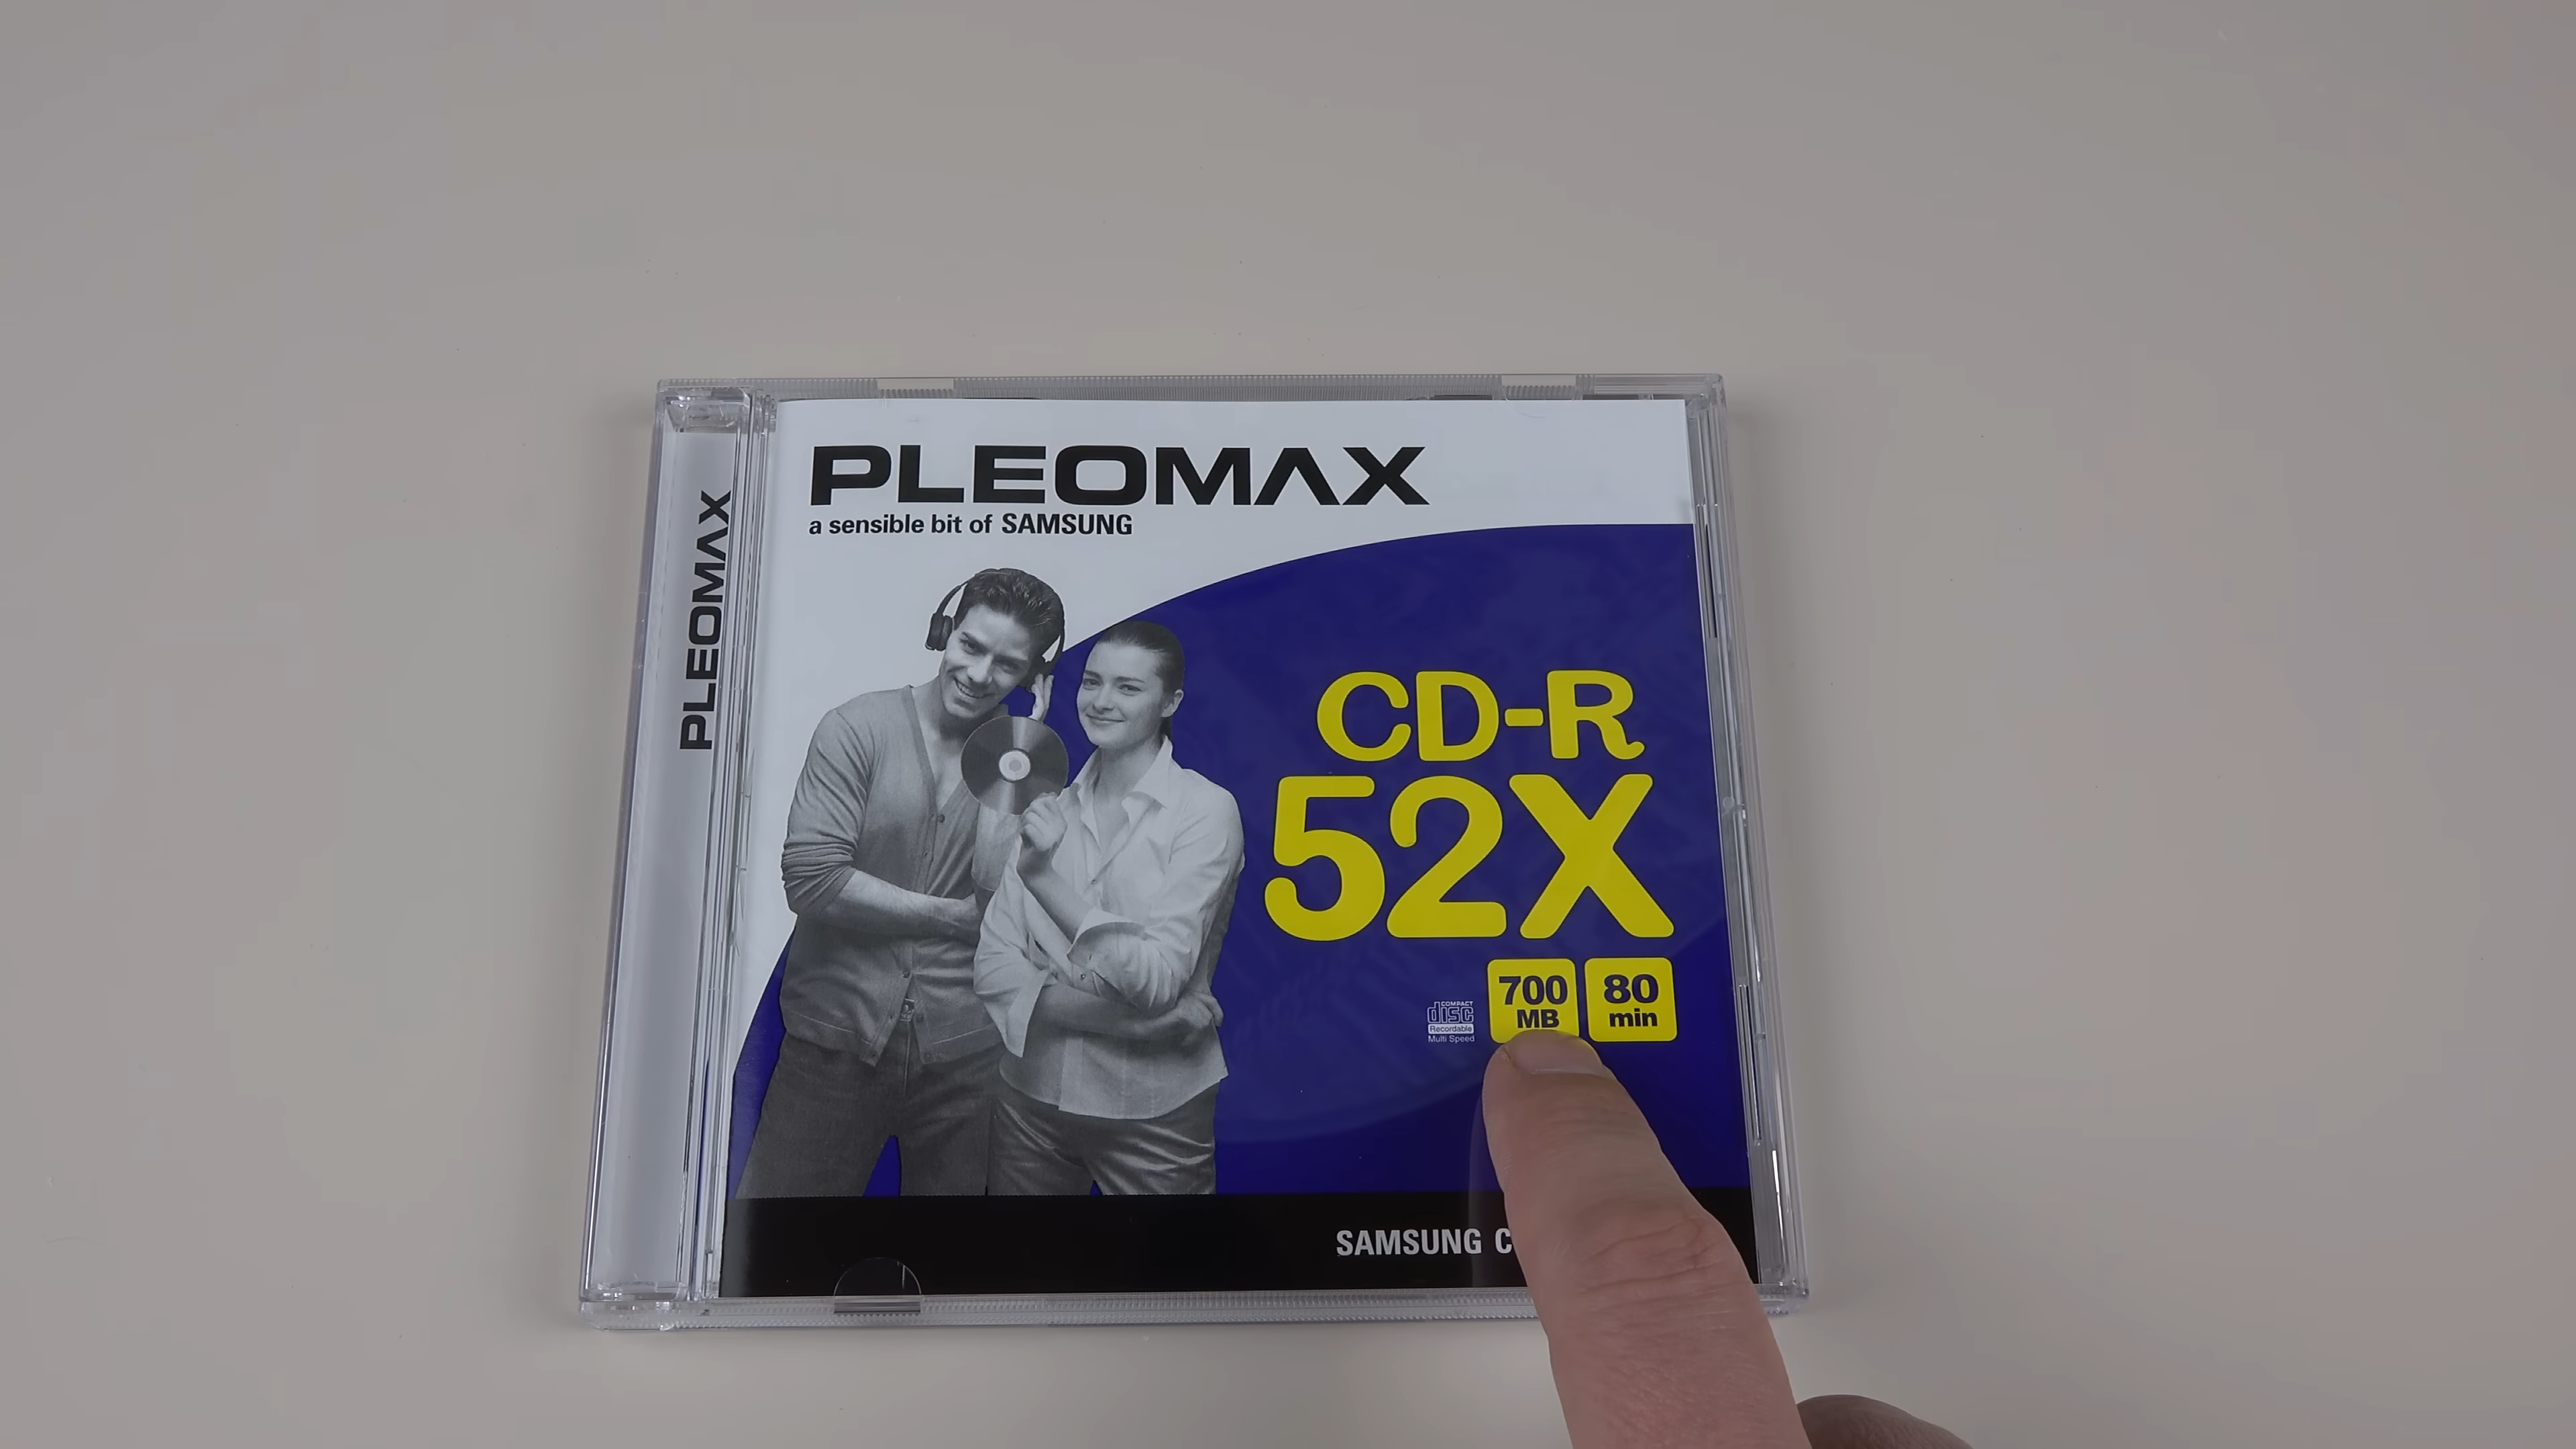 PLEOMAX
PLEOMAX
a sensible bit of SAMSUNG
CD-R
52X
700
MB
80
min
COMPACT
disc
Recordable
Multi Speed
SAMSUNG